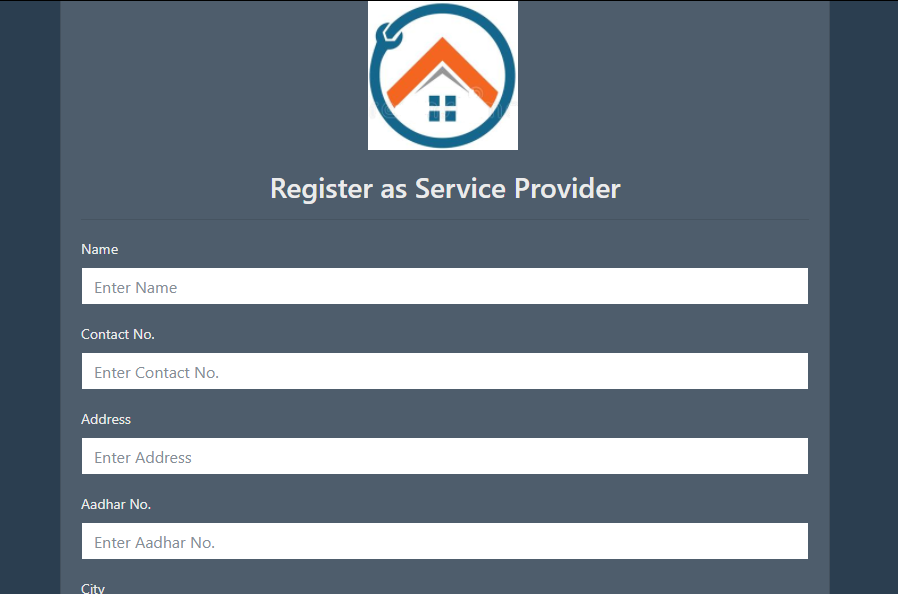 Register as Service Provider
Name
Enter Name
Contact No.
Enter Contact No.
Address
Enter Address
Aadhar No.
Enter Aadhar No.
City